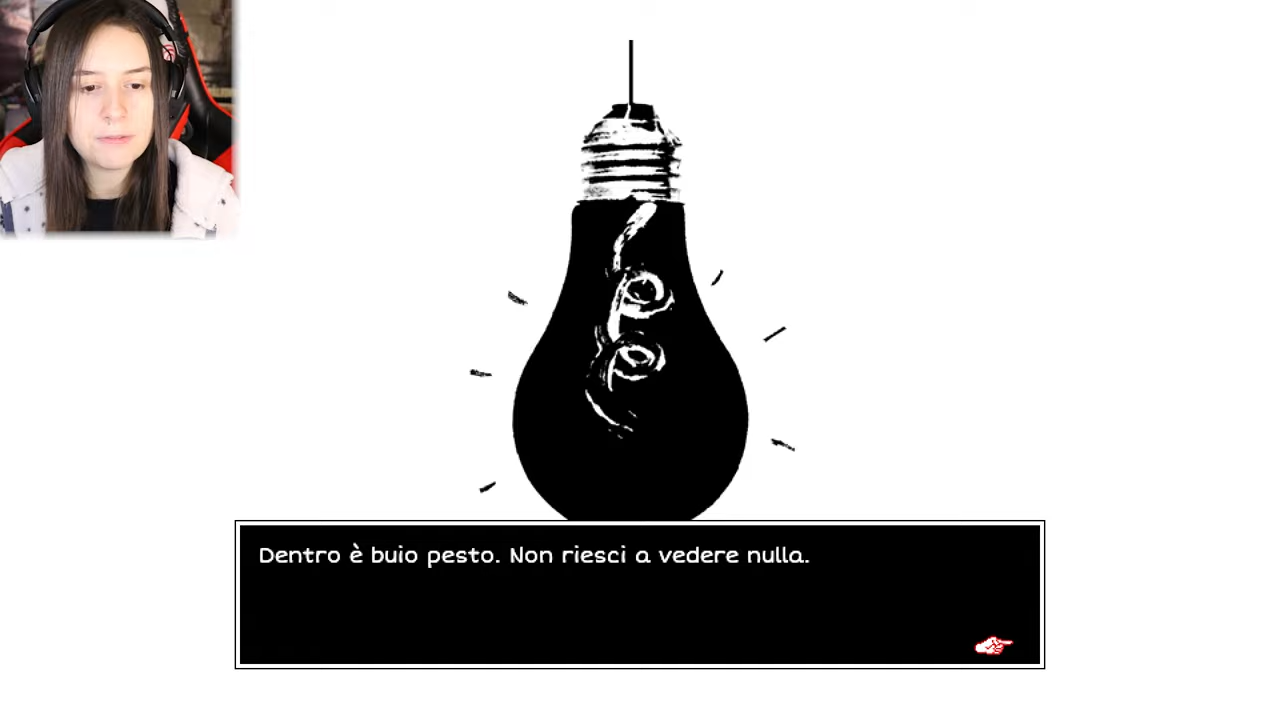 Dentro è buio pesto. Non riesci a vedere nulla.